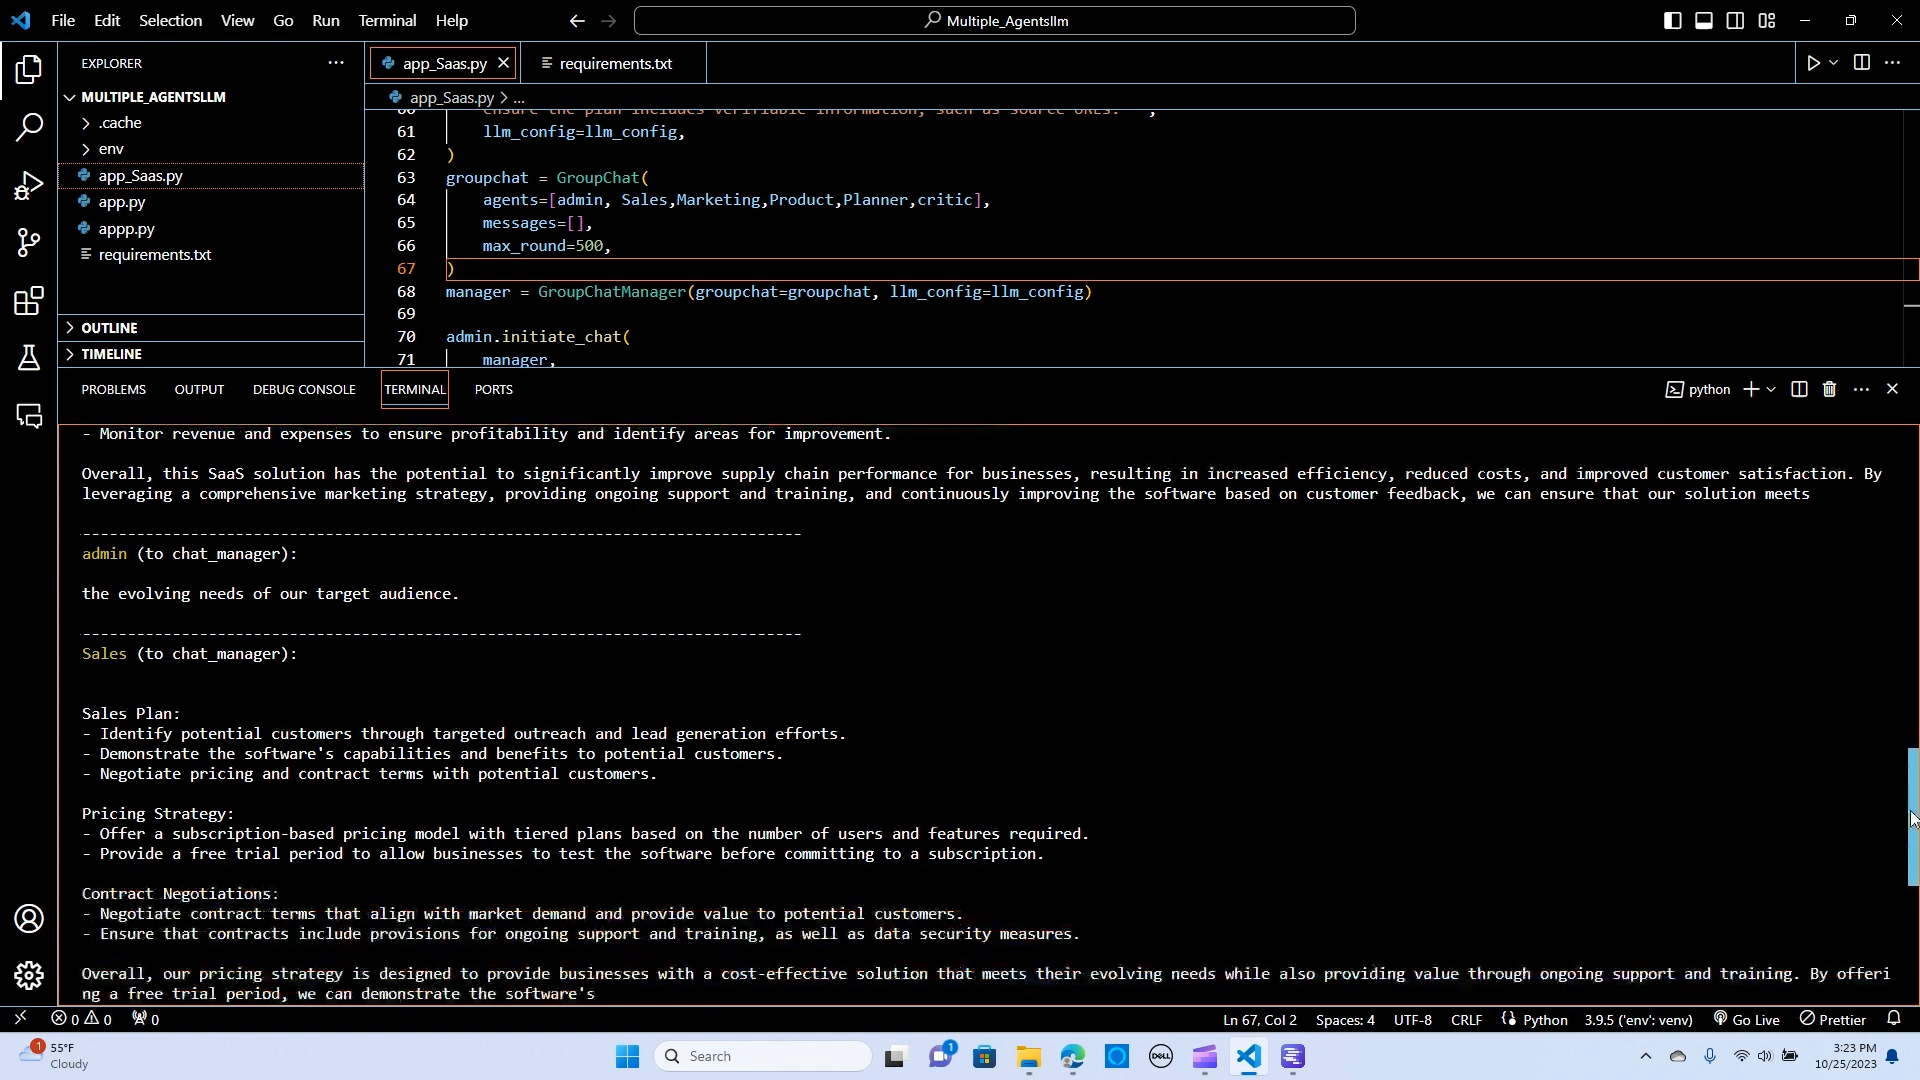 File Edit Selection View Go Run Terminal Help
Multiple_Agentsllm
EXPLORER
MULTIPLE_AGENTSLLM
.cache
env
app_Saas.py
app.py
appp.py
requirements.txt
OUTLINE
TIMELINE
app_Saas.py
requirements.txt
app_Saas.py > ...
60 ensure the plan includes verifiable information, such as source URLs.
61 llm_config=llm_config,
62 )
63 groupchat = GroupChat(
64 agents=[admin, Sales,Marketing,Product,Planner,critic],
65 messages=[],
66 max_round=500,
67 )
68 manager = GroupChatManager(groupchat=groupchat, llm_config=llm_config)
69
70 admin.initiate_chat(
71 manager,
PROBLEMS OUTPUT DEBUG CONSOLE TERMINAL PORTS
python
- Monitor revenue and expenses to ensure profitability and identify areas for improvement.
Overall, this SaaS solution has the potential to significantly improve supply chain performance for businesses, resulting in increased efficiency, reduced costs, and improved customer satisfaction. By
leveraging a comprehensive marketing strategy, providing ongoing support and training, and continuously improving the software based on customer feedback, we can ensure that our solution meets
--------------------------------------------------------------------------------
admin (to chat_manager):
the evolving needs of our target audience.
--------------------------------------------------------------------------------
Sales (to chat_manager):
Sales Plan:
- Identify potential customers through targeted outreach and lead generation efforts.
- Demonstrate the software's capabilities and benefits to potential customers.
- Negotiate pricing and contract terms with potential customers.
Pricing Strategy:
- Offer a subscription-based pricing model with tiered plans based on the number of users and features required.
- Provide a free trial period to allow businesses to test the software before committing to a subscription.
Contract Negotiations:
- Negotiate contract terms that align with market demand and provide value to potential customers.
- Ensure that contracts include provisions for ongoing support and training, as well as data security measures.
Overall, our pricing strategy is designed to provide businesses with a cost-effective solution that meets their evolving needs while also providing value through ongoing support and training. By offeri
ng a free trial period, we can demonstrate the software's
0 0 0
Ln 67, Col 2 Spaces: 4 UTF-8 CRLF Python 3.9.5 ('env': venv) Go Live Prettier
1
55°F
Cloudy
Search
1
DELL
3:23 PM
10/25/2023